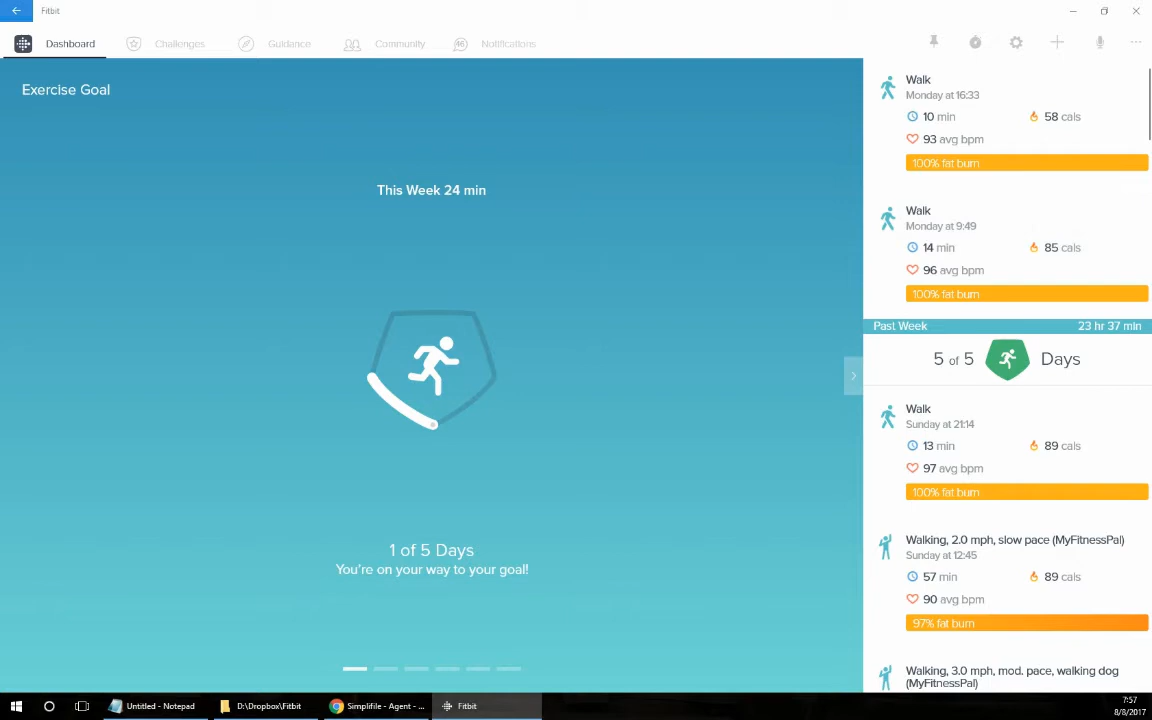 Fitbit
Dashboard
Challenges
Guidance
Community
46
Notifications
Exercise Goal
This Week 24 min
1 of 5 Days
You're on your way to your goal!
Walk
Monday at 16:33
10 min
58 cals
93 avg bpm
100% fat burn
Walk
Monday at 9:49
14 min
85 cals
96 avg bpm
100% fat burn
Past Week
23 hr 37 min
5 of 5
Days
Walk
Sunday at 21:14
13 min
89 cals
97 avg bpm
100% fat burn
Walking, 2.0 mph, slow pace (MyFitnessPal)
Sunday at 12:45
57 min
89 cals
90 avg bpm
97% fat burn
Walking, 3.0 mph, mod. pace, walking dog
(MyFitnessPal)
Untitled - Notepad
D:\Dropbox\Fitbit
Simplifile - Agent - ...
Fitbit
7:57
8/8/2017